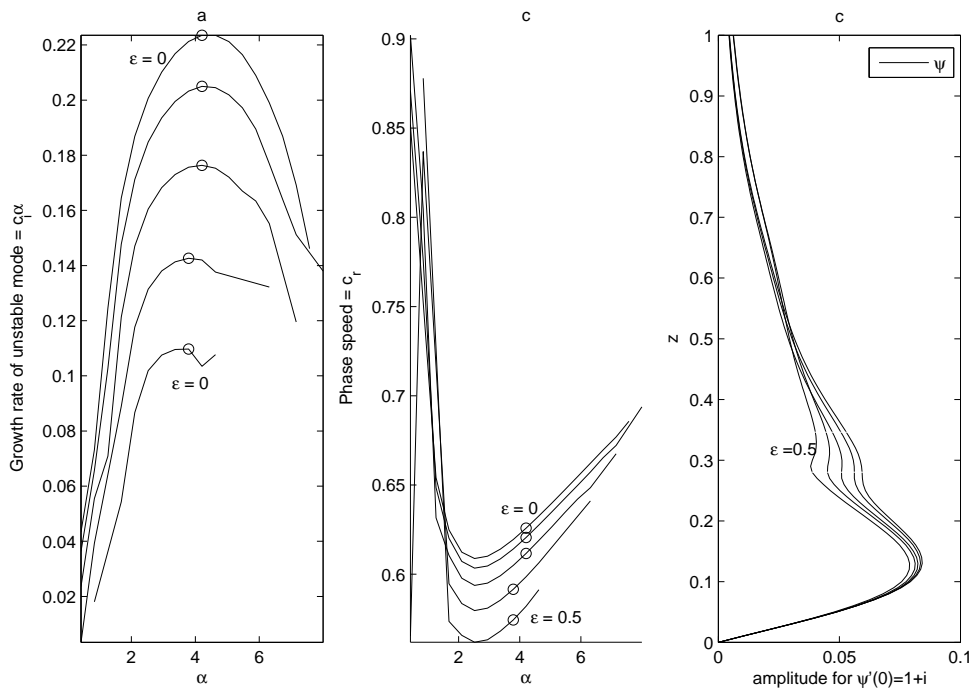 a
c
c
0.22
0.2
0.18
0.16
0.14
0.12
0.1
0.08
0.06
0.04
0.02
Growth rate of unstable mode = c_iα
ε = 0
ε = 0
2
4
6
α
0.9
0.85
0.8
0.75
0.7
0.65
0.6
Phase speed = c_r
ε = 0
ε = 0.5
2
4
6
α
1
0.9
0.8
0.7
0.6
0.5
0.4
0.3
0.2
0.1
0
z
ψ
ε =0.5
0
0.05
0.1
amplitude for ψ'(0)=1+i